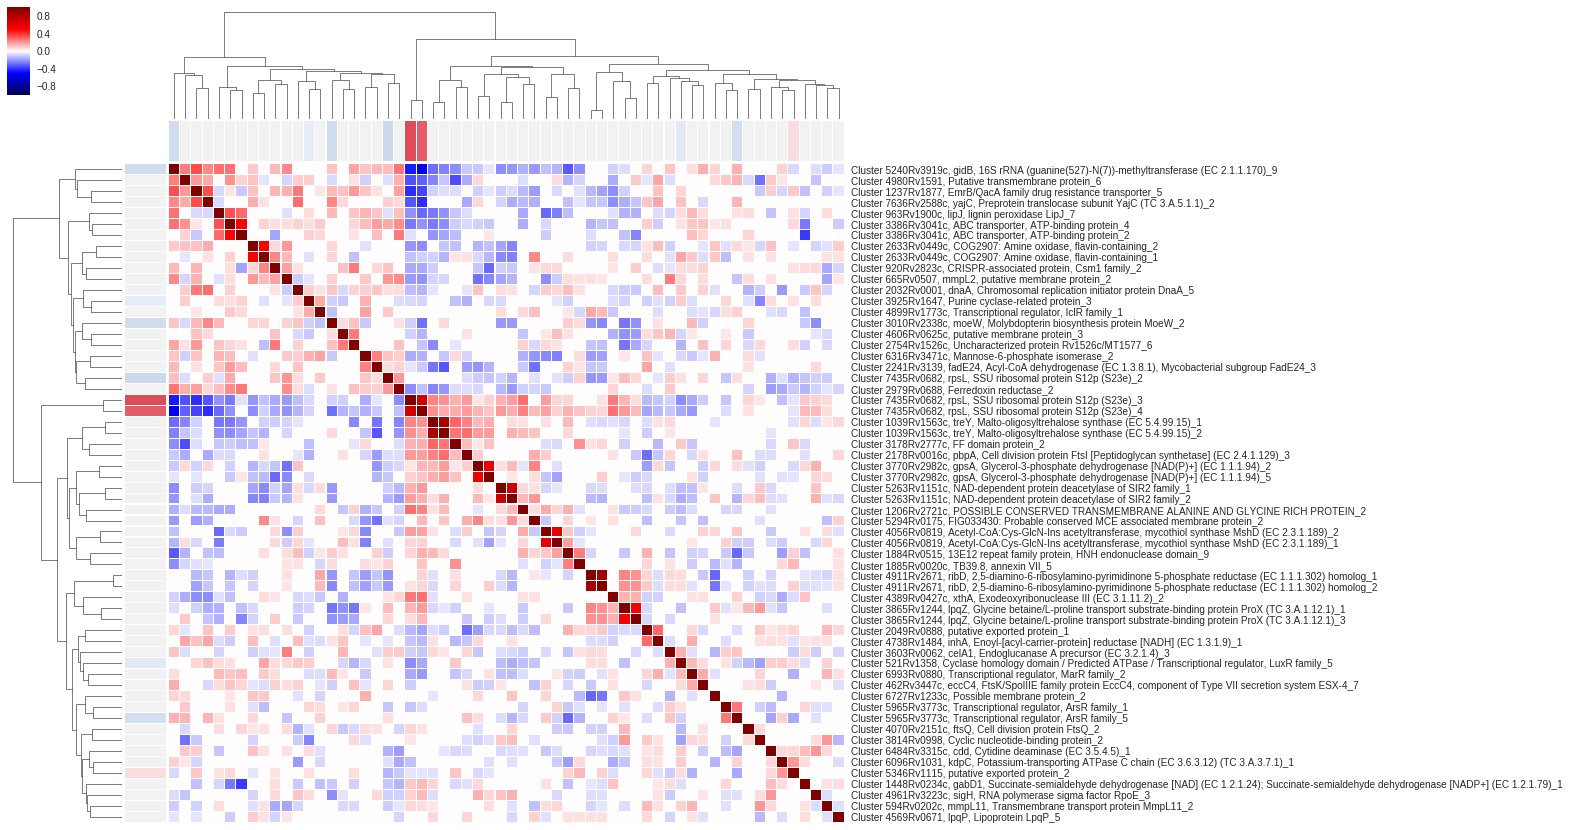 0.8
0.4
0.0
−0.4
−0.8
Cluster 5240Rv3919c, gidB, 16S rRNA (guanine(527)-N(7))-methyltransferase (EC 2.1.1.170)_9
Cluster 4980Rv1591, Putative transmembrane protein_6
Cluster 1237Rv1877, EmrB/QacA family drug resistance transporter_5
Cluster 7636Rv2588c, yajC, Preprotein translocase subunit YajC (TC 3.A.5.1.1)_2
Cluster 963Rv1900c, lipJ, lignin peroxidase LipJ_7
Cluster 3386Rv3041c, ABC transporter, ATP-binding protein_4
Cluster 3386Rv3041c, ABC transporter, ATP-binding protein_2
Cluster 2633Rv0449c, COG2907: Amine oxidase, flavin-containing_2
Cluster 2633Rv0449c, COG2907: Amine oxidase, flavin-containing_1
Cluster 920Rv2823c, CRISPR-associated protein, Csm1 family_2
Cluster 665Rv0507, mmpL2, putative membrane protein_2
Cluster 2032Rv0001, dnaA, Chromosomal replication initiator protein DnaA_5
Cluster 3925Rv1647, Purine cyclase-related protein_3
Cluster 4899Rv1773c, Transcriptional regulator, IclR family_1
Cluster 3010Rv2338c, moeW, Molybdopterin biosynthesis protein MoeW_2
Cluster 4606Rv0625c, putative membrane protein_3
Cluster 2754Rv1526c, Uncharacterized protein Rv1526c/MT1577_6
Cluster 6316Rv3471c, Mannose-6-phosphate isomerase_2
Cluster 2241Rv3139, fadE24, Acyl-CoA dehydrogenase (EC 1.3.8.1), Mycobacterial subgroup FadE24_3
Cluster 7435Rv0682, rpsL, SSU ribosomal protein S12p (S23e)_2
Cluster 2979Rv0688, Ferredoxin reductase_2
Cluster 7435Rv0682, rpsL, SSU ribosomal protein S12p (S23e)_3
Cluster 7435Rv0682, rpsL, SSU ribosomal protein S12p (S23e)_4
Cluster 1039Rv1563c, treY, Malto-oligosyltrehalose synthase (EC 5.4.99.15)_1
Cluster 1039Rv1563c, treY, Malto-oligosyltrehalose synthase (EC 5.4.99.15)_2
Cluster 3178Rv2777c, FF domain protein_2
Cluster 2178Rv0016c, pbpA, Cell division protein FtsI [Peptidoglycan synthetase] (EC 2.4.1.129)_3
Cluster 3770Rv2982c, gpsA, Glycerol-3-phosphate dehydrogenase [NAD(P)+] (EC 1.1.1.94)_2
Cluster 3770Rv2982c, gpsA, Glycerol-3-phosphate dehydrogenase [NAD(P)+] (EC 1.1.1.94)_5
Cluster 5263Rv1151c, NAD-dependent protein deacetylase of SIR2 family_1
Cluster 5263Rv1151c, NAD-dependent protein deacetylase of SIR2 family_2
Cluster 1206Rv2721c, POSSIBLE CONSERVED TRANSMEMBRANE ALANINE AND GLYCINE RICH PROTEIN_2
Cluster 5294Rv0175, FIG033430: Probable conserved MCE associated membrane protein_2
Cluster 4056Rv0819, Acetyl-CoA:Cys-GlcN-Ins acetyltransferase, mycothiol synthase MshD (EC 2.3.1.189)_2
Cluster 4056Rv0819, Acetyl-CoA:Cys-GlcN-Ins acetyltransferase, mycothiol synthase MshD (EC 2.3.1.189)_1
Cluster 1884Rv0515, 13E12 repeat family protein, HNH endonuclease domain_9
Cluster 1885Rv0020c, TB39.8, annexin VII_5
Cluster 4911Rv2671, ribD, 2,5-diamino-6-ribosylamino-pyrimidinone 5-phosphate reductase (EC 1.1.1.302) homolog_1
Cluster 4911Rv2671, ribD, 2,5-diamino-6-ribosylamino-pyrimidinone 5-phosphate reductase (EC 1.1.1.302) homolog_2
Cluster 4389Rv0427c, xthA, Exodeoxyribonuclease III (EC 3.1.11.2)_2
Cluster 3865Rv1244, lpqZ, Glycine betaine/L-proline transport substrate-binding protein ProX (TC 3.A.1.12.1)_1
Cluster 3865Rv1244, lpqZ, Glycine betaine/L-proline transport substrate-binding protein ProX (TC 3.A.1.12.1)_3
Cluster 2049Rv0888, putative exported protein_1
Cluster 4738Rv1484, inhA, Enoyl-[acyl-carrier-protein] reductase [NADH] (EC 1.3.1.9)_1
Cluster 3603Rv0062, celA1, Endoglucanase A precursor (EC 3.2.1.4)_3
Cluster 521Rv1358, Cyclase homology domain / Predicted ATPase / Transcriptional regulator, LuxR family_5
Cluster 6993Rv0880, Transcriptional regulator, MarR family_2
Cluster 462Rv3447c, eccC4, FtsK/SpoIIIE family protein EccC4, component of Type VII secretion system ESX-4_7
Cluster 6727Rv1233c, Possible membrane protein_2
Cluster 5965Rv3773c, Transcriptional regulator, ArsR family_1
Cluster 5965Rv3773c, Transcriptional regulator, ArsR family_5
Cluster 4070Rv2151c, ftsQ, Cell division protein FtsQ_2
Cluster 3814Rv0998, Cyclic nucleotide-binding protein_2
Cluster 6484Rv3315c, cdd, Cytidine deaminase (EC 3.5.4.5)_1
Cluster 6096Rv1031, kdpC, Potassium-transporting ATPase C chain (EC 3.6.3.12) (TC 3.A.3.7.1)_1
Cluster 5346Rv1115, putative exported protein_2
Cluster 1448Rv0234c, gabD1, Succinate-semialdehyde dehydrogenase [NAD] (EC 1.2.1.24); Succinate-semialdehyde dehydrogenase [NADP+] (EC 1.2.1.79)_1
Cluster 4961Rv3223c, sigH, RNA polymerase sigma factor RpoE_3
Cluster 594Rv0202c, mmpL11, Transmembrane transport protein MmpL11_2
Cluster 4569Rv0671, lpqP, Lipoprotein LpqP_5